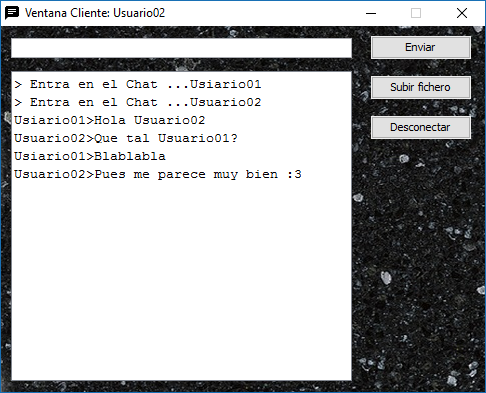 Ventana Cliente: Usuario02
Enviar
> Entra en el Chat ...Usiario01
> Entra en el Chat ...Usuario02
Usiario01>Hola Usuario02
Usuario02>Que tal Usuario01?
Usiario01>Blablabla
Usuario02>Pues me parece muy bien :3
Subir fichero
Desconectar